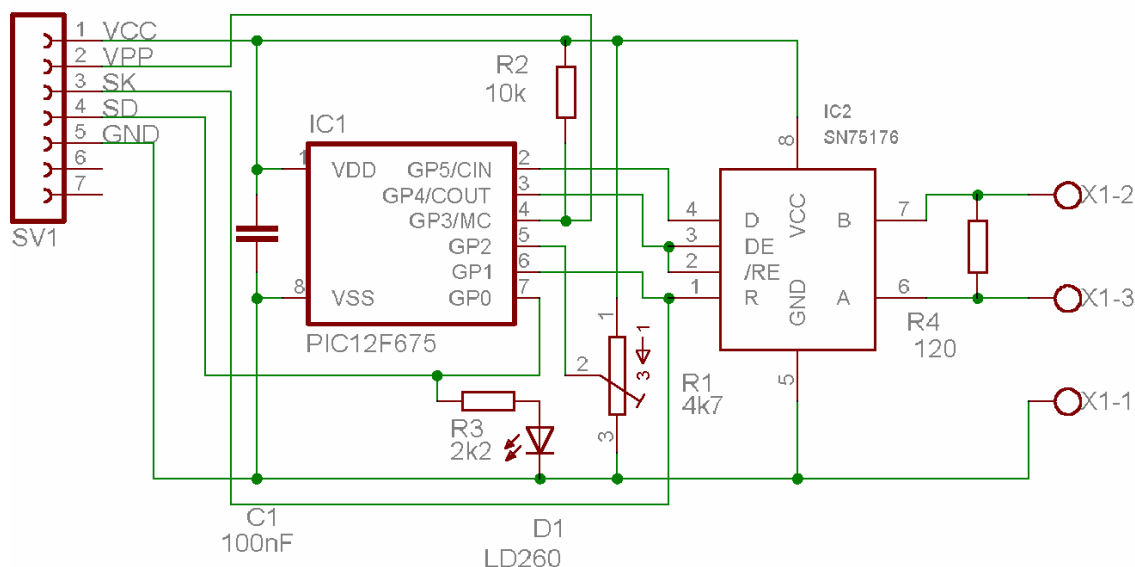 1 VCC
2 VPP
3 SK
4 SD
5 GND
6
7
SV1
IC1
PIC12F675
1 VDD
8 VSS
GP5/CIN 2
GP4/COUT 3
GP3/MC 4
GP2 5
GP1 6
GP0 7
R2
10k
R3
2k2
C1
100nF
D1
LD260
1
2
3
1
3
R1
4k7
IC2
SN75176
8
VCC
4 D
3 DE
2 /RE
1 R
GND
5
B 7
A 6
R4
120
X1-2
X1-3
X1-1